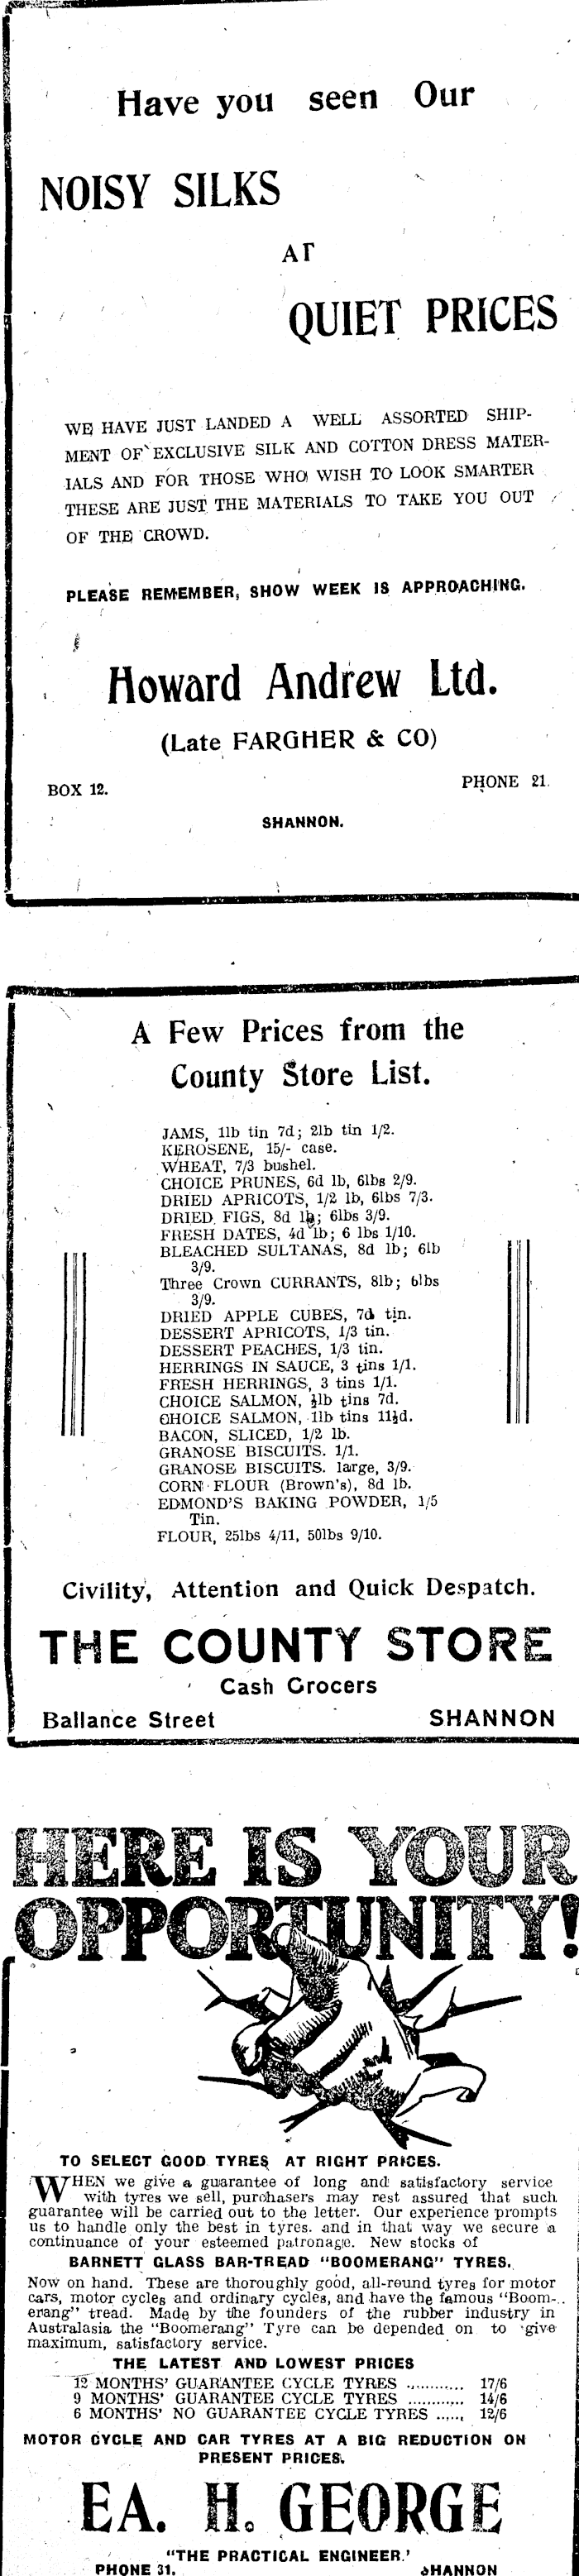 Have you seen Our
NOISY SILKS
AT
QUIET PRICES
WE HAVE JUST LANDED A WELL ASSORTED SHIP-
MENT OF EXCLUSIVE SILK AND COTTON DRESS MATER-
IALS AND FOR THOSE WHO WISH TO LOOK SMARTER
THESE ARE JUST THE MATERIALS TO TAKE YOU OUT
OF THE CROWD.
PLEASE REMEMBER, SHOW WEEK IS APPROACHING.
Howard Andrew Ltd.
(Late FARGHER & CO)
BOX 12. PHONE 21.
SHANNON.
A Few Prices from the
County Store List.
JAMS, 1lb tin 7d; 2lb tin 1/2.
KEROSENE, 15/- case.
WHEAT, 7/3 bushel.
CHOICE PRUNES, 6d lb, 6lbs 2/9.
DRIED APRICOTS, 1/2 lb, 6lbs 7/3.
DRIED FIGS, 8d lb; 6lbs 3/9.
FRESH DATES, 4d lb; 6 lbs 1/10.
BLEACHED SULTANAS, 8d lb; 6lb
3/9.
Three Crown CURRANTS, 8lb; 6lbs
3/9.
DRIED APPLE CUBES, 7d tin.
DESSERT APRICOTS, 1/3 tin.
DESSERT PEACHES, 1/3 tin.
HERRINGS IN SAUCE, 3 tins 1/1.
FRESH HERRINGS, 3 tins 1/1.
CHOICE SALMON, ½lb tins 7d.
CHOICE SALMON, 1lb tins 11½d.
BACON, SLICED, 1/2 lb.
GRANOSE BISCUITS. 1/1.
GRANOSE BISCUITS. large, 3/9.
CORN FLOUR (Brown's), 8d lb.
EDMOND'S BAKING POWDER, 1/5
Tin.
FLOUR, 25lbs 4/11, 50lbs 9/10.
Civility, Attention and Quick Despatch.
THE COUNTY STORE
Cash Grocers
Ballance Street SHANNON
HERE IS YOUR
OPPORTUNITY!
TO SELECT GOOD TYRES AT RIGHT PRICES.
WHEN we give a guarantee of long and satisfactory service
with tyres we sell, purchasers may rest assured that such
guarantee will be carried out to the letter. Our experience prompts
us to handle only the best in tyres. and in that way we secure a
continuance of your esteemed patronage. New stocks of
BARNETT GLASS BAR-TREAD "BOOMERANG" TYRES.
Now on hand. These are thoroughly good, all-round tyres for motor
cars, motor cycles and ordinary cycles, and have the famous "Boom-
erang" tread. Made by the founders of the rubber industry in
Australasia the "Boomerang" Tyre can be depended on to give
maximum, satisfactory service.
THE LATEST AND LOWEST PRICES
12 MONTHS' GUARANTEE CYCLE TYRES ............ 17/6
9 MONTHS' GUARANTEE CYCLE TYRES ............ 14/6
6 MONTHS' NO GUARANTEE CYCLE TYRES ...... 12/6
MOTOR CYCLE AND CAR TYRES AT A BIG REDUCTION ON
PRESENT PRICES.
EA. H. GEORGE
"THE PRACTICAL ENGINEER.'
PHONE 31. SHANNON